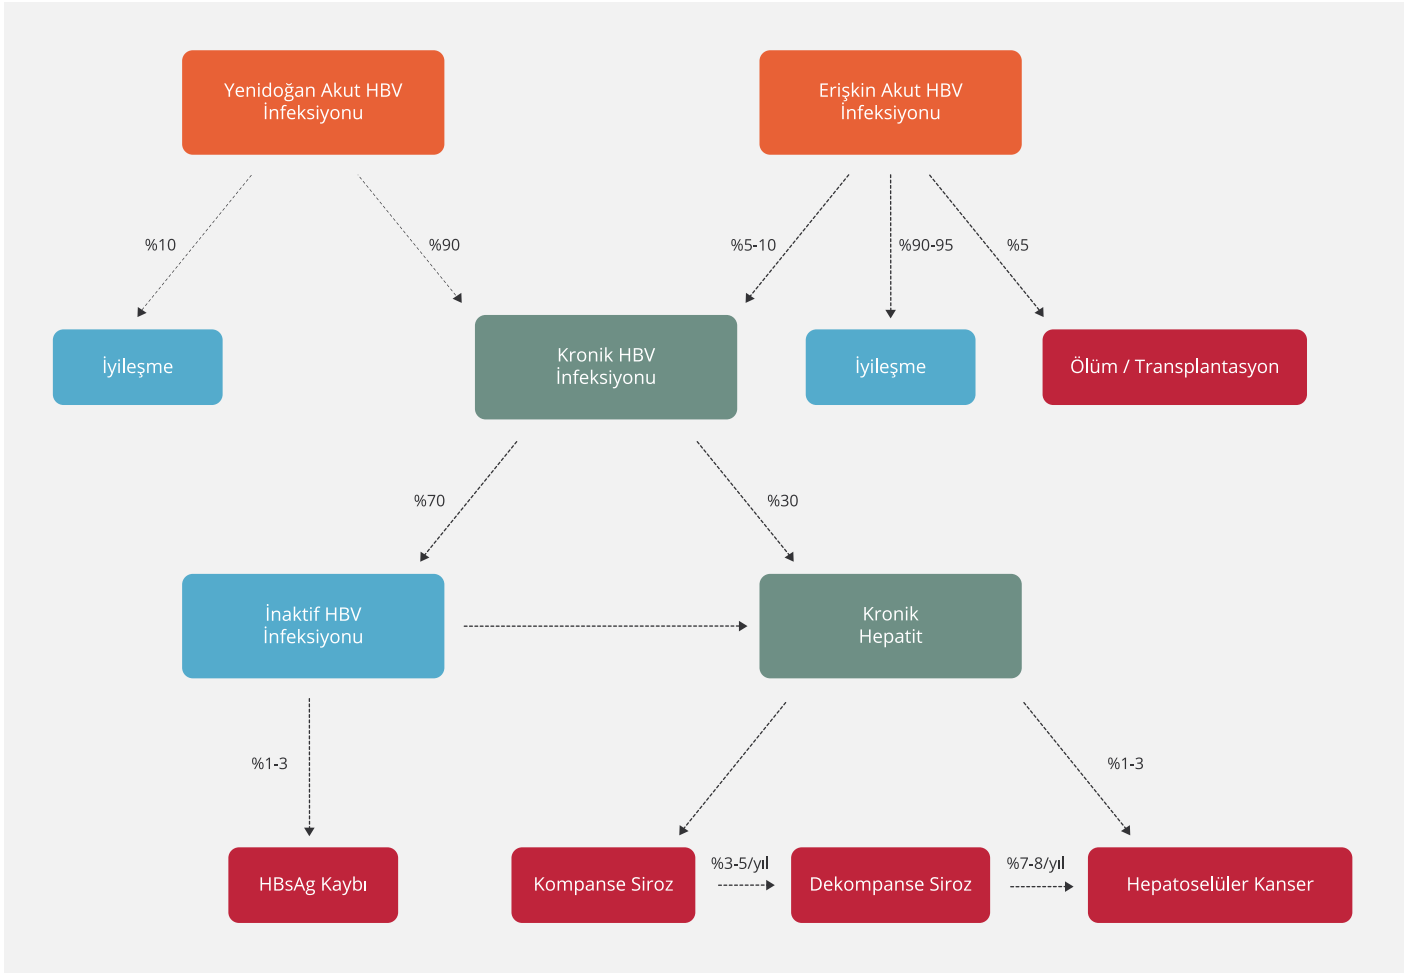 Yenidoğan Akut HBV
İnfeksiyonu
Erişkin Akut HBV
İnfeksiyonu
%10
%90
%5-10
%90-95
%5
İyileşme
Kronik HBV
İnfeksiyonu
İyileşme
Ölüm / Transplantasyon
%70
%30
İnaktif HBV
İnfeksiyonu
Kronik
Hepatit
%1-3
%1-3
HBsAg Kaybı
Kompanse Siroz
%3-5/yıl
Dekompanse Siroz
%7-8/yıl
Hepatoselüler Kanser